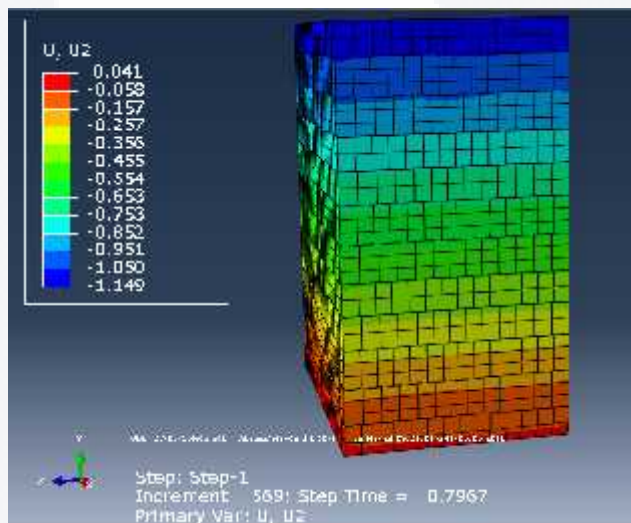 U, U2
0.041
-0.058
-0.157
-0.257
-0.356
-0.455
-0.554
-0.653
-0.753
-0.852
-0.951
-1.050
-1.149
Y
Step: Step-1
Increment 569: Step Time = 0.7967
Primary Var: U, U2